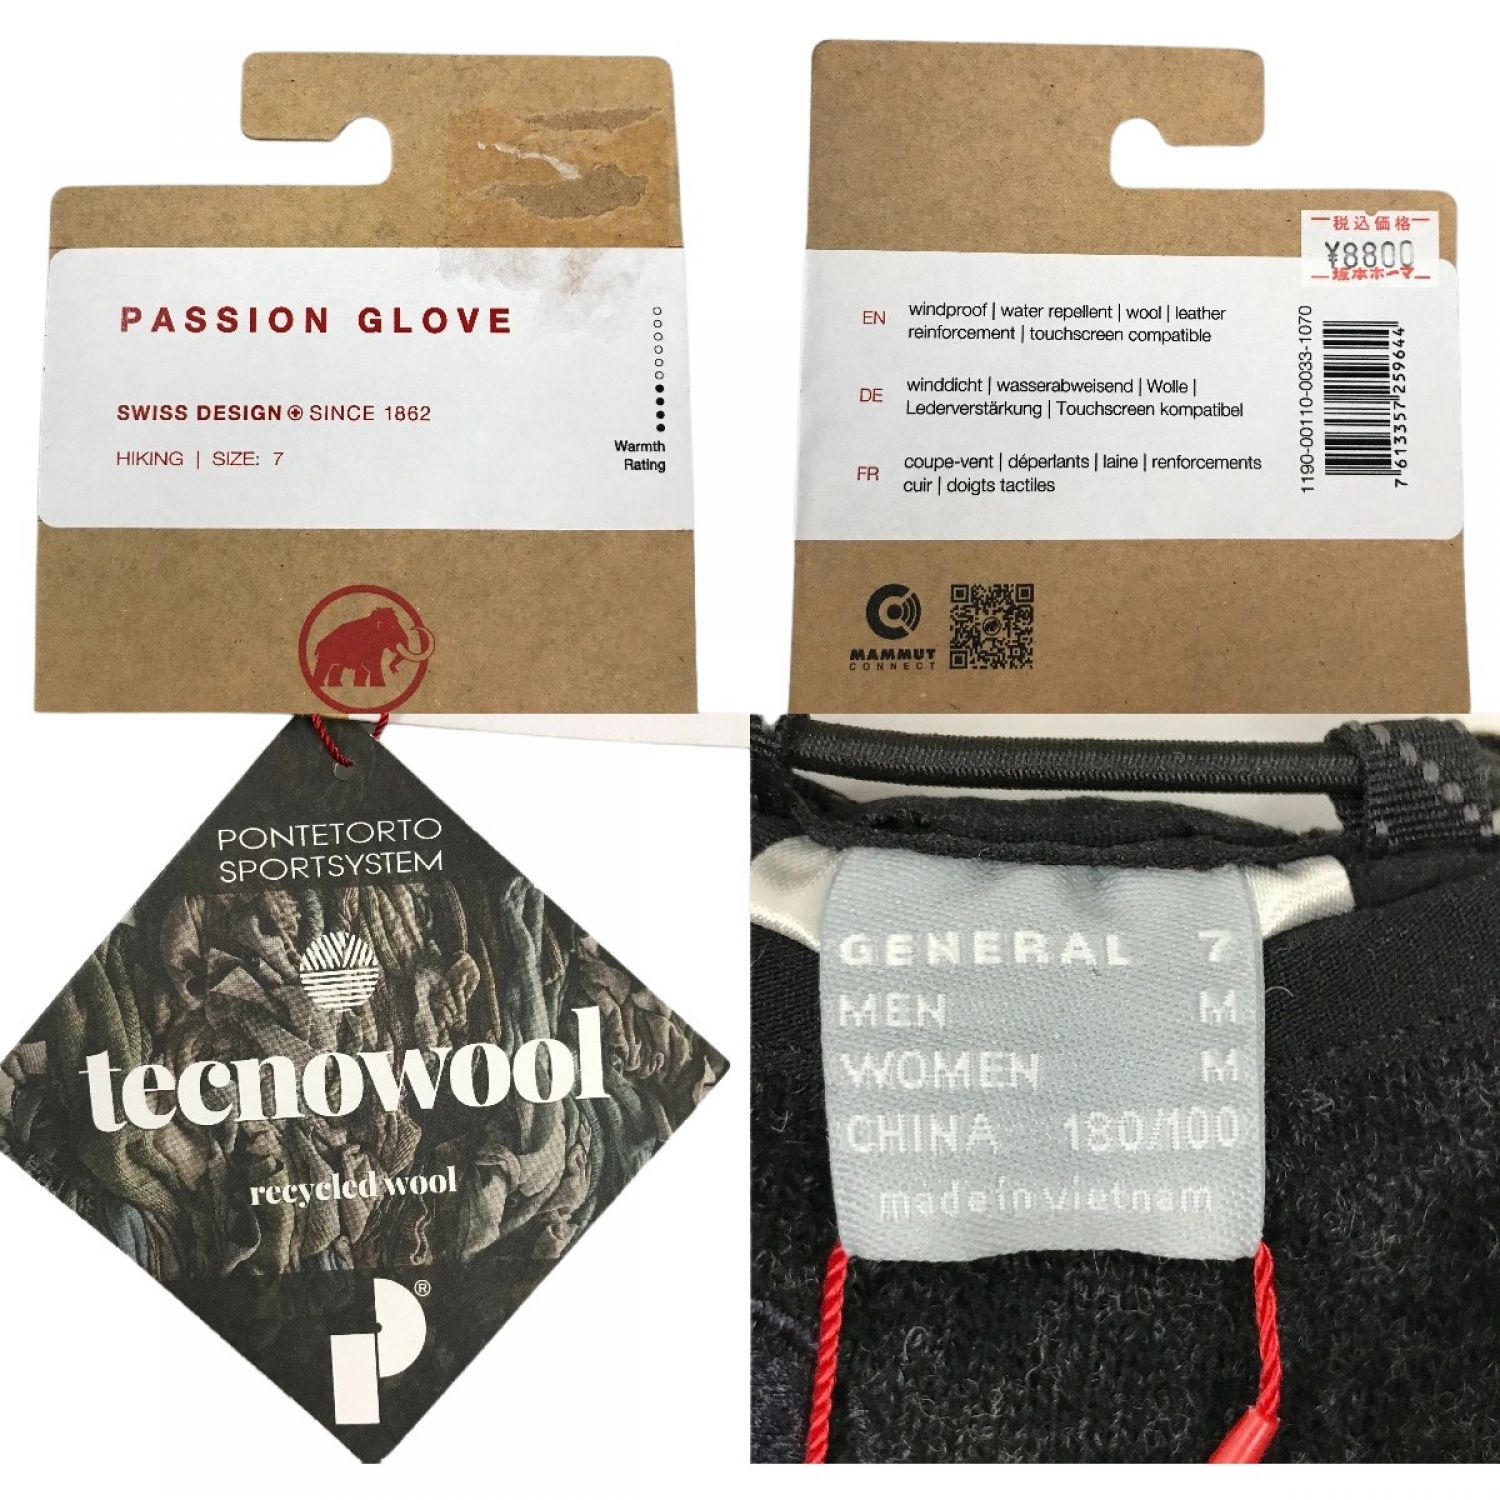 PASSION GLOVE
SWISS DESIGN SINCE 1862
HIKING | SIZE: 7
Warmth
Rating
税込価格
¥8800
坂本ホーマ
EN
windproof | water repellent | wool | leather
reinforcement | touchscreen compatible
DE
winddicht | wasserabweisend | Wolle |
Lederverstärkung | Touchscreen kompatibel
FR
coupe-vent | déperlants | laine | renforcements
cuir | doigts tactiles
1190-00110-0033-1070
7613357259644
MAMMUT
CONNECT
PONTETORTO
SPORTSYSTEM
tecnowool
recycled wool
®
GENERAL 7
MEN M
WOMEN M
CHINA 180/100
made in vietnam